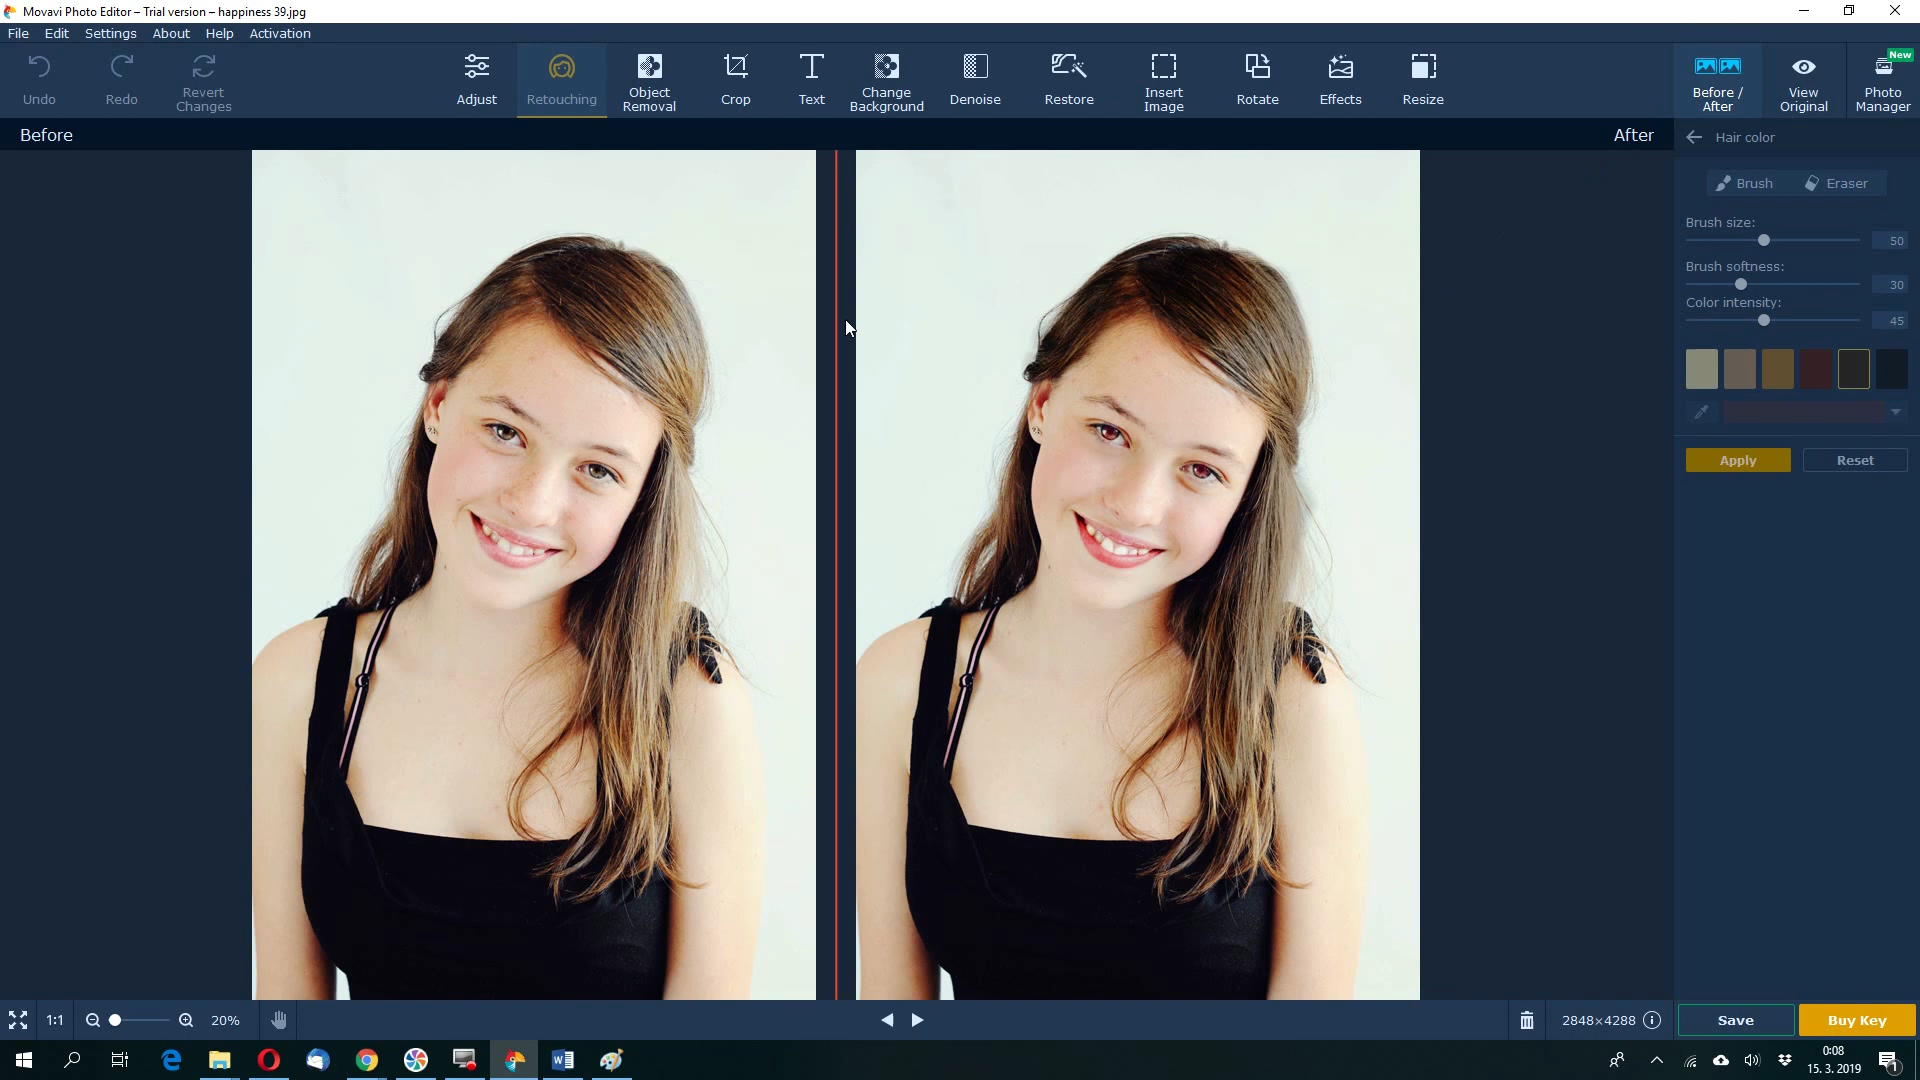 Movavi Photo Editor – Trial version – happiness 39.jpg
File Edit Settings About Help Activation
Undo Redo Revert Changes Adjust Retouching Object Removal Crop Text Change Background Denoise Restore Insert Image Rotate Effects Resize Before / After View Original New Photo Manager
Before After
Hair color
Brush Eraser
Brush size:
50
Brush softness:
30
Color intensity:
45
Apply Reset
1:1 20% 2848×4288 Save Buy Key
0:08
15. 3. 2019
1